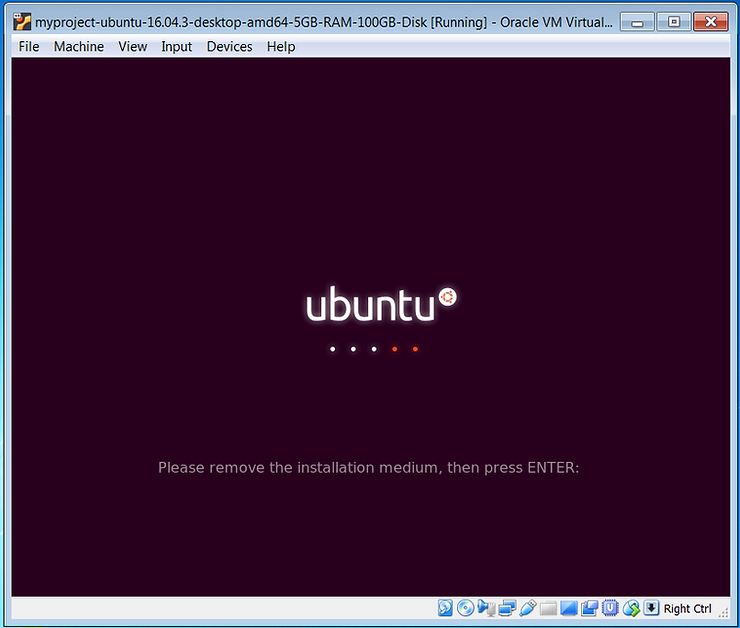 myproject-ubuntu-16.04.3-desktop-amd64-5GB-RAM-100GB-Disk [Running] - Oracle VM Virtual...
File Machine View Input Devices Help
ubuntu
Please remove the installation medium, then press ENTER:
Right Ctrl